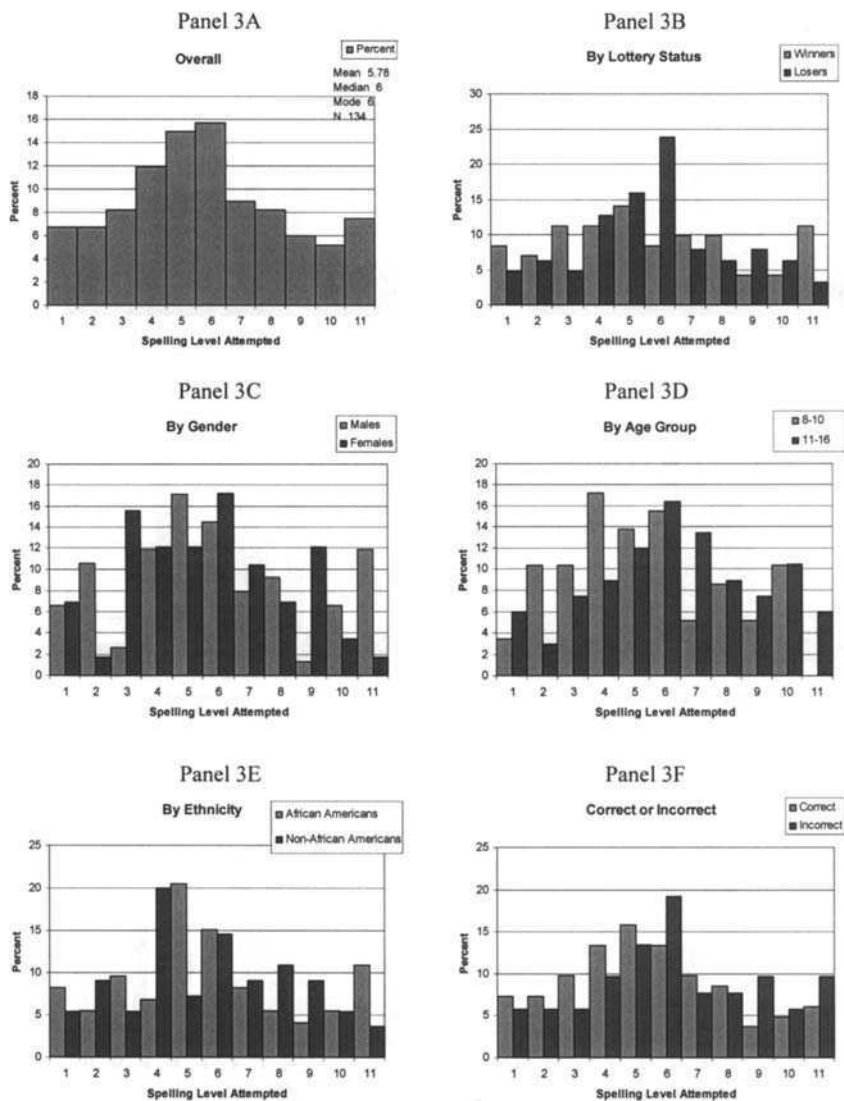 Panel 3A
Overall
Percent
Mean 5.78
Median 6
Mode 6
N 134
18
16
14
12
10
8
6
4
2
0
Percent
1 2 3 4 5 6 7 8 9 10 11
Spelling Level Attempted
Panel 3B
By Lottery Status
Winners
Losers
30
25
20
15
10
5
0
Percent
1 2 3 4 5 6 7 8 9 10 11
Spelling Level Attempted
Panel 3C
By Gender
Males
Females
20
18
16
14
12
10
8
6
4
2
0
Percent
1 2 3 4 5 6 7 8 9 10 11
Spelling Level Attempted
Panel 3D
By Age Group
8-10
11-16
20
18
16
14
12
10
8
6
4
2
0
Percent
1 2 3 4 5 6 7 8 9 10 11
Spelling Level Attempted
Panel 3E
By Ethnicity
African Americans
Non-African Americans
25
20
15
10
5
0
Percent
1 2 3 4 5 6 7 8 9 10 11
Spelling Level Attempted
Panel 3F
Correct or Incorrect
Correct
Incorrect
25
20
15
10
5
0
Percent
1 2 3 4 5 6 7 8 9 10 11
Spelling Level Attempted